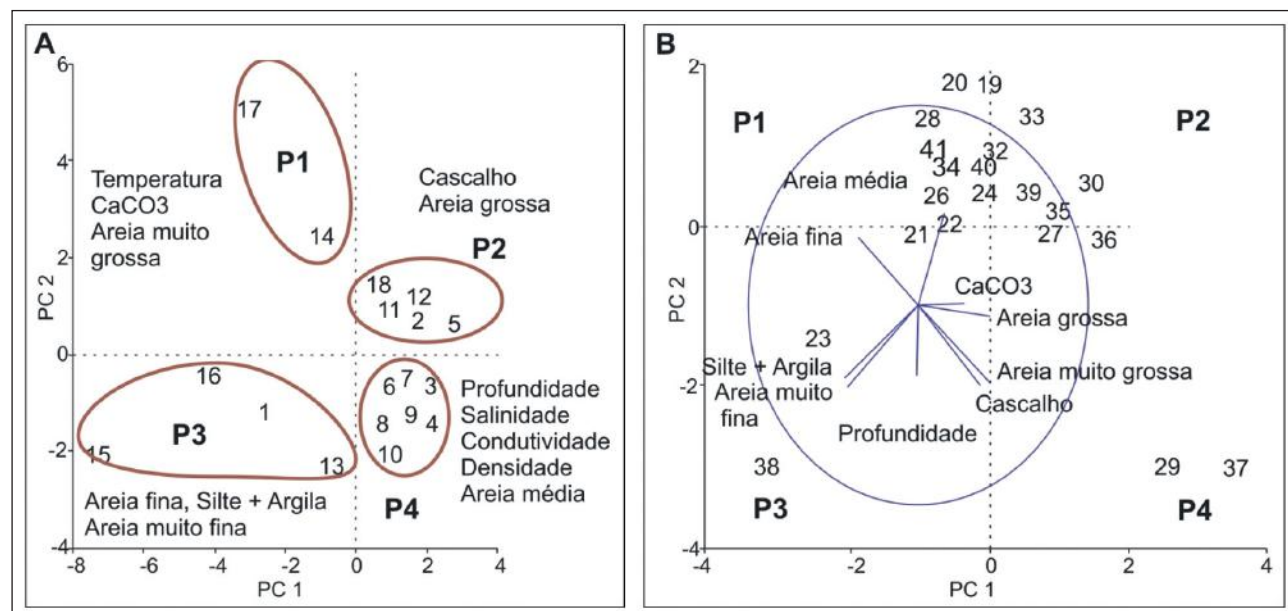 A
6
4
2
0
-2
-4
PC 2
-8
-6
-4
-2
0
2
4
PC 1
17
P1
14
Temperatura
CaCO3
Areia muito
grossa
Cascalho
Areia grossa
P2
18
12
11
2
5
16
1
P3
15
13
Areia fina, Silte + Argila
Areia muito fina
7
6
3
9
8
4
10
Profundidade
Salinidade
Condutividade
Densidade
Areia média
P4
B
2
0
-2
-4
PC 2
-4
-2
0
2
4
PC 1
P1
P2
20
19
28
33
41
32
34
40
Areia média
26
24
39
30
35
21
22
27
36
Areia fina
CaCO3
Areia grossa
23
Silte + Argila
Areia muito
fina
Areia muito grossa
Cascalho
Profundidade
38
29
37
P3
P4